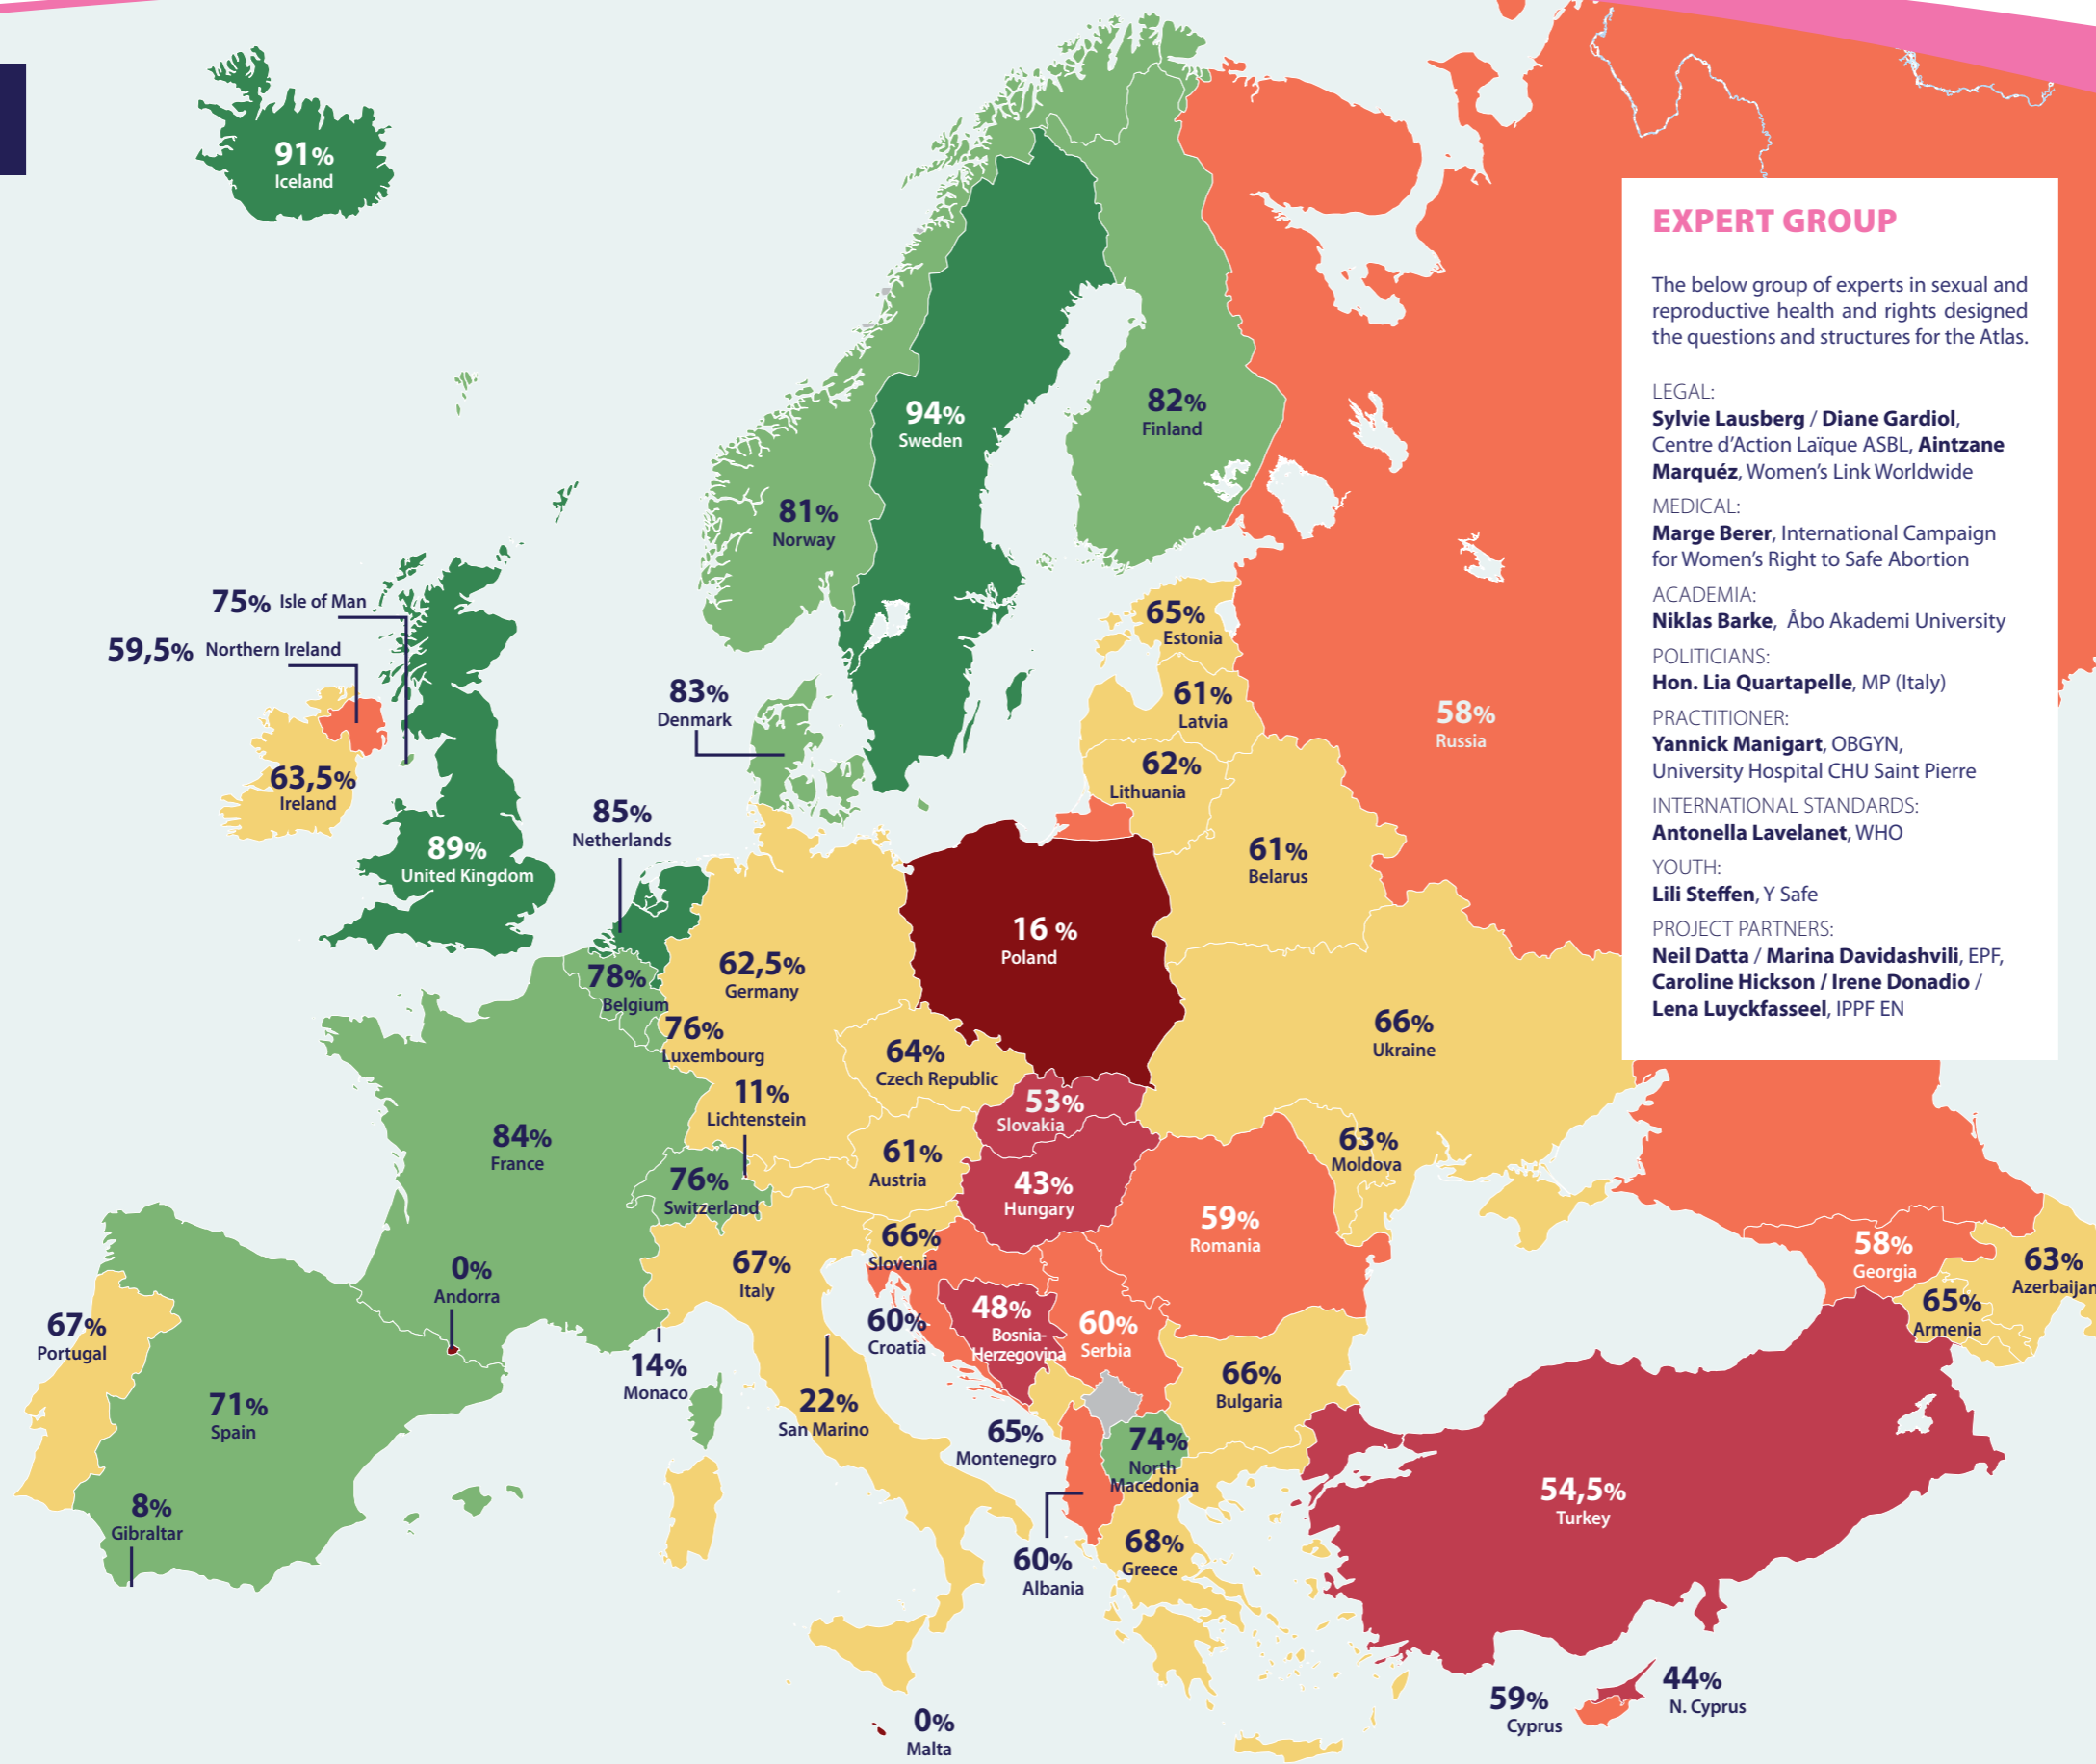 91%
Iceland
94%
Sweden
82%
Finland
81%
Norway
75% Isle of Man
59,5% Northern Ireland
65%
Estonia
83%
Denmark
61%
Latvia
58%
Russia
62%
Lithuania
63,5%
Ireland
85%
Netherlands
89%
United Kingdom
61%
Belarus
16 %
Poland
62,5%
Germany
78%
Belgium
76%
Luxembourg
66%
Ukraine
64%
Czech Republic
11%
Lichtenstein
53%
Slovakia
84%
France
61%
Austria
63%
Moldova
76%
Switzerland
43%
Hungary
59%
Romania
66%
Slovenia
67%
Italy
0%
Andorra
58%
Georgia
63%
Azerbaijan
67%
Portugal
60%
Croatia
48%
Bosnia-
Herzegovina
60%
Serbia
65%
Armenia
14%
Monaco
71%
Spain
22%
San Marino
66%
Bulgaria
65%
Montenegro
74%
North
Macedonia
8%
Gibraltar
54,5%
Turkey
60%
Albania
68%
Greece
59%
Cyprus
44%
N. Cyprus
0%
Malta
EXPERT GROUP
The below group of experts in sexual and
reproductive health and rights designed
the questions and structures for the Atlas.
LEGAL:
Sylvie Lausberg / Diane Gardiol,
Centre d’Action Laïque ASBL, Aintzane
Marquéz, Women’s Link Worldwide
MEDICAL:
Marge Berer, International Campaign
for Women’s Right to Safe Abortion
ACADEMIA:
Niklas Barke, Åbo Akademi University
POLITICIANS:
Hon. Lia Quartapelle, MP (Italy)
PRACTITIONER:
Yannick Manigart, OBGYN,
University Hospital CHU Saint Pierre
INTERNATIONAL STANDARDS:
Antonella Lavelanet, WHO
YOUTH:
Lili Steffen, Y Safe
PROJECT PARTNERS:
Neil Datta / Marina Davidashvili, EPF,
Caroline Hickson / Irene Donadio /
Lena Luyckfasseel, IPPF EN